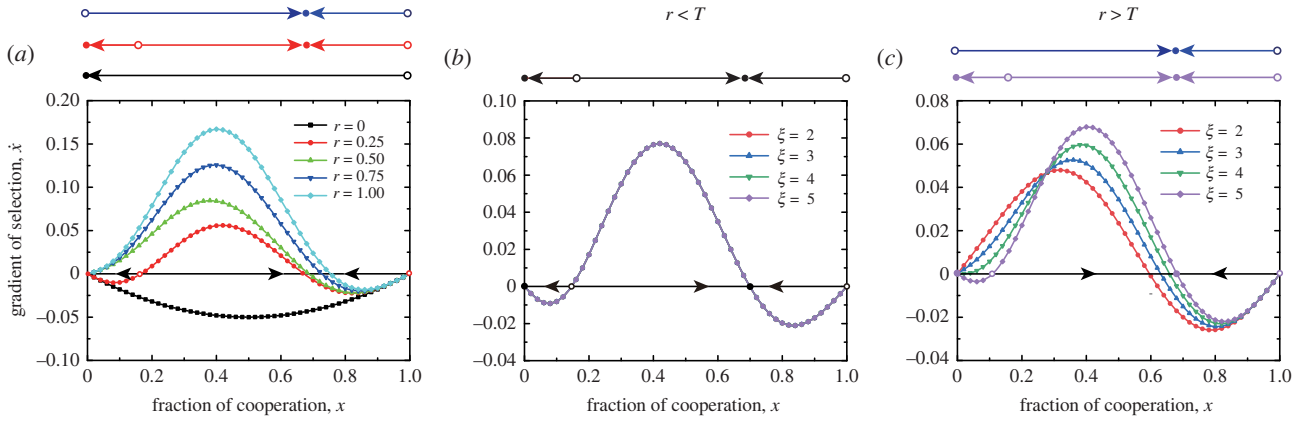 r < T
r > T
(a)
(b)
(c)
0.20
0.15
0.10
0.05
0
−0.05
−0.10
gradient of selection, ẋ
r = 0
r = 0.25
r = 0.50
r = 0.75
r = 1.00
0 0.2 0.4 0.6 0.8 1.0
fraction of cooperation, x
0.10
0.08
0.06
0.04
0.02
0
−0.02
−0.04
ξ = 2
ξ = 3
ξ = 4
ξ = 5
0 0.2 0.4 0.6 0.8 1.0
fraction of cooperation, x
0.08
0.06
0.04
0.02
0
−0.02
−0.04
ξ = 2
ξ = 3
ξ = 4
ξ = 5
0 0.2 0.4 0.6 0.8 1.0
fraction of cooperation, x